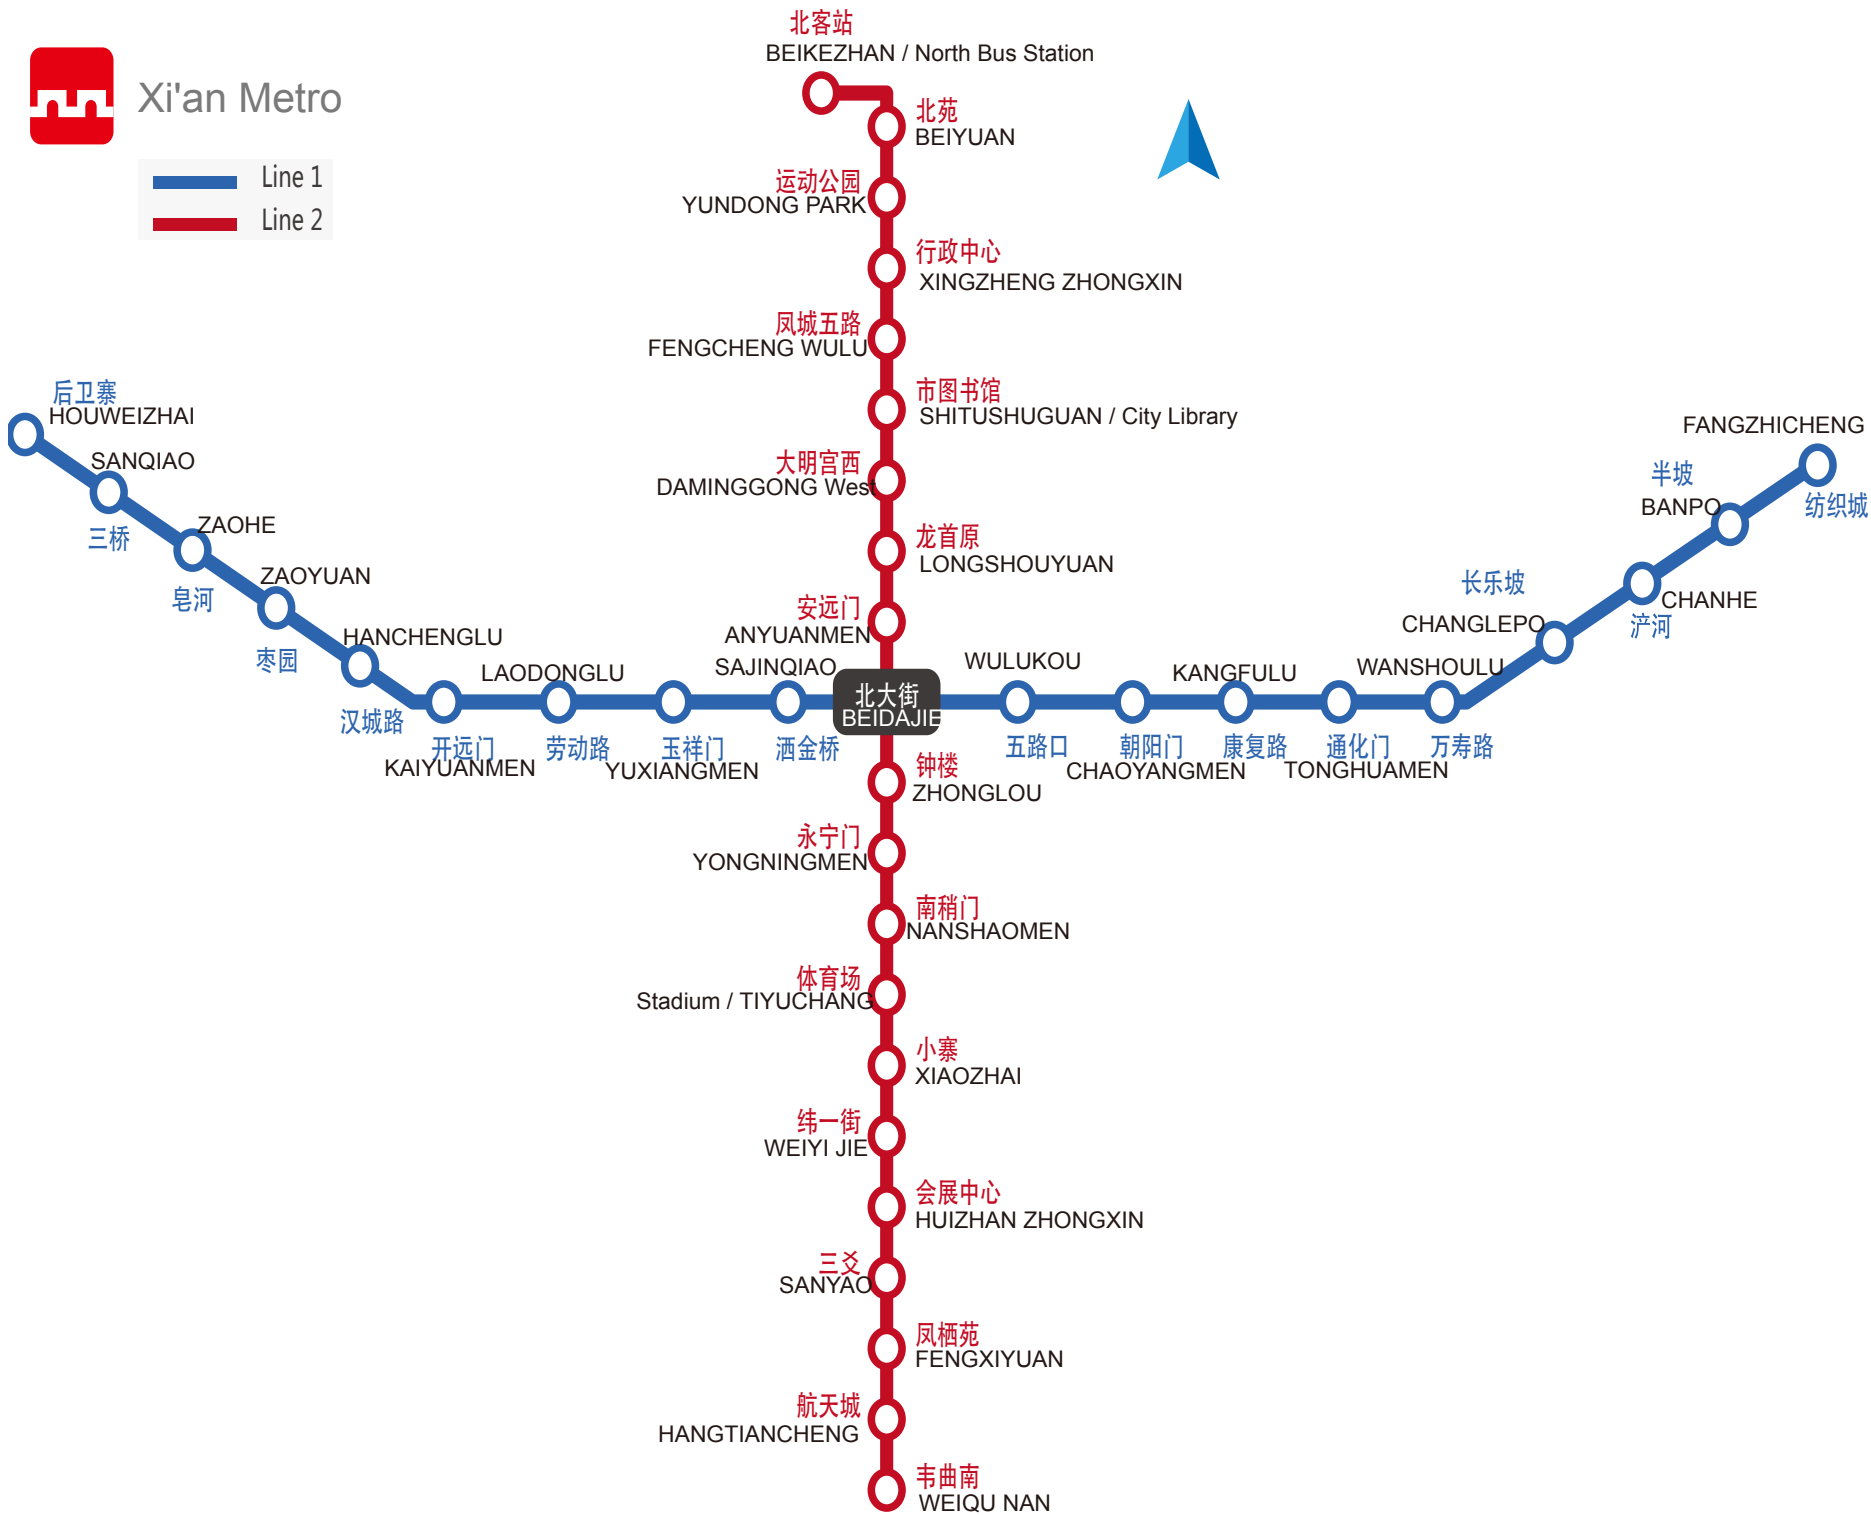 Xi'an Metro
Line 1
Line 2
北客站
BEIKEZHAN / North Bus Station
北苑
BEIYUAN
运动公园
YUNDONG PARK
行政中心
XINGZHENG ZHONGXIN
凤城五路
FENGCHENG WULU
市图书馆
SHITUSHUGUAN / City Library
大明宫西
DAMINGGONG West
龙首原
LONGSHOUYUAN
安远门
ANYUANMEN
后卫寨
HOUWEIZHAI
SANQIAO
三桥
ZAOHE
皂河
ZAOYUAN
枣园
HANCHENGLU
汉城路
开远门
KAIYUANMEN
LAODONGLU
劳动路
玉祥门
YUXIANGMEN
SAJINQIAO
洒金桥
北大街
BEIDAJIE
WULUKOU
五路口
朝阳门
CHAOYANGMEN
KANGFULU
康复路
通化门
TONGHUAMEN
WANSHOULU
万寿路
长乐坡
CHANGLEPO
CHANHE
浐河
半坡
BANPO
FANGZHICHENG
纺织城
钟楼
ZHONGLOU
永宁门
YONGNINGMEN
南稍门
NANSHAOMEN
体育场
Stadium / TIYUCHANG
小寨
XIAOZHAI
纬一街
WEIYI JIE
会展中心
HUIZHAN ZHONGXIN
三爻
SANYAO
凤栖苑
FENGXIYUAN
航天城
HANGTIANCHENG
韦曲南
WEIQU NAN